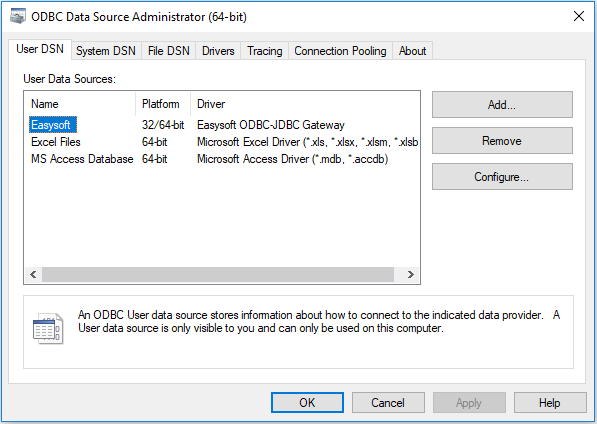 ODBC Data Source Administrator (64-bit)
User DSN System DSN File DSN Drivers Tracing Connection Pooling About
User Data Sources:
Name Platform Driver
Easysoft 32/64-bit Easysoft ODBC-JDBC Gateway
Excel Files 64-bit Microsoft Excel Driver (*.xls, *.xlsx, *.xlsm, *.xlsb
MS Access Database 64-bit Microsoft Access Driver (*.mdb, *.accdb)
Add...
Remove
Configure...
An ODBC User data source stores information about how to connect to the indicated data provider. A
User data source is only visible to you and can only be used on this computer.
OK Cancel Apply Help